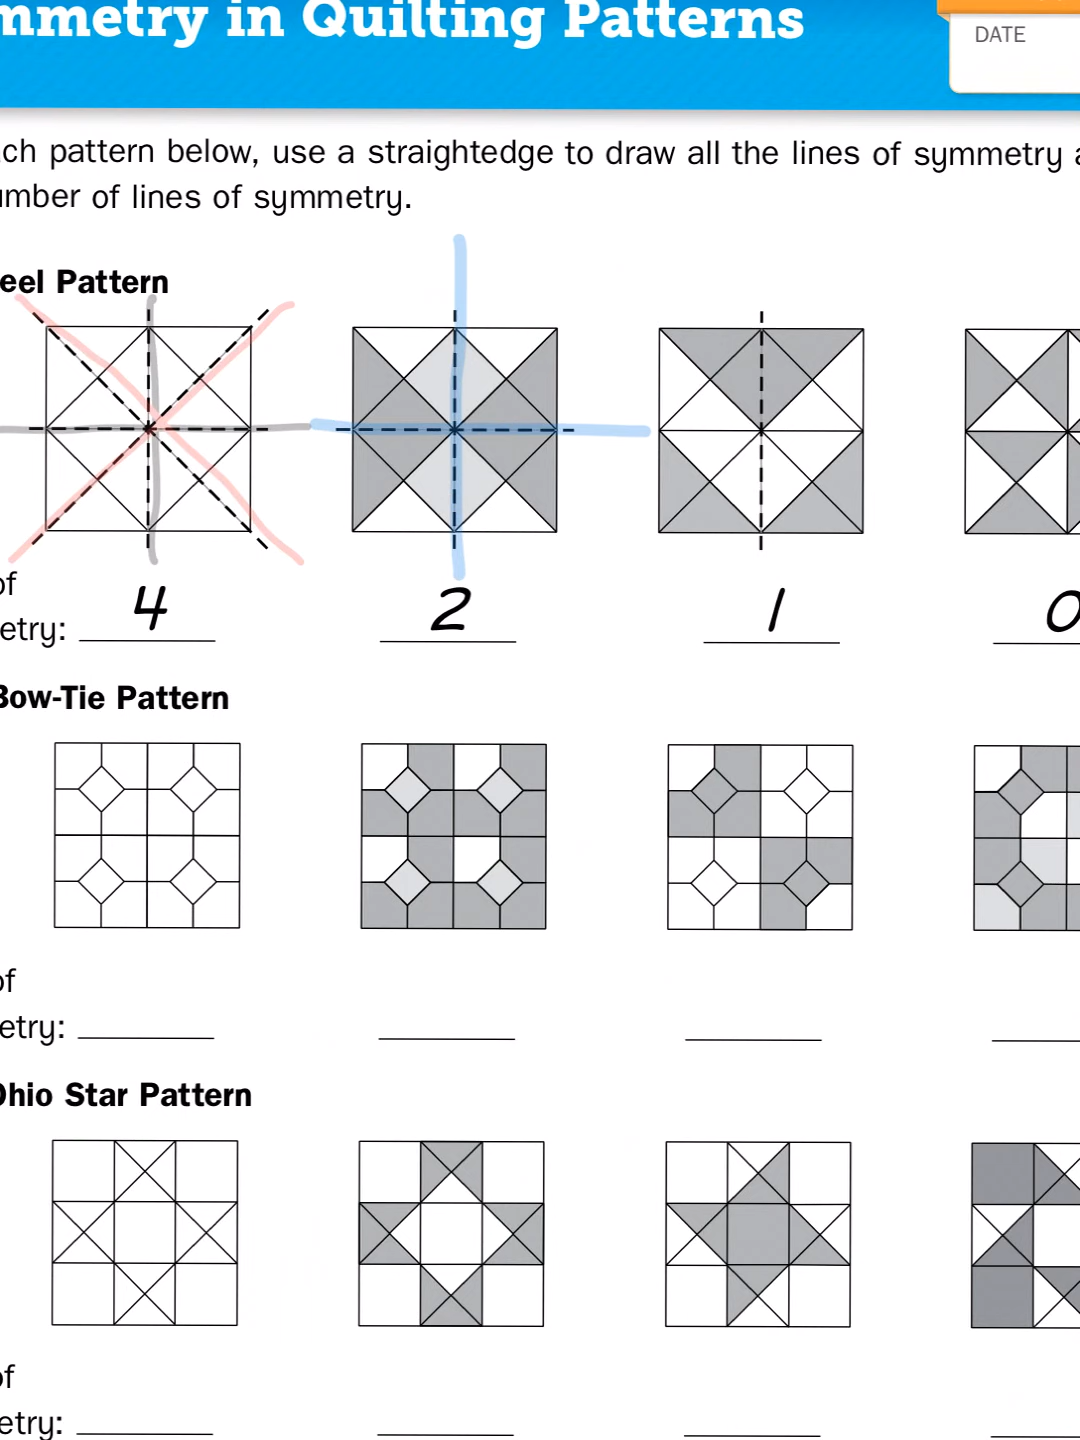 mmetry in Quilting Patterns
DATE
ch pattern below, use a straightedge to draw all the lines of symmetry a
umber of lines of symmetry.
eel Pattern
of
etry: 4 2 1 0
Bow-Tie Pattern
of
etry:
Ohio Star Pattern
of
etry: